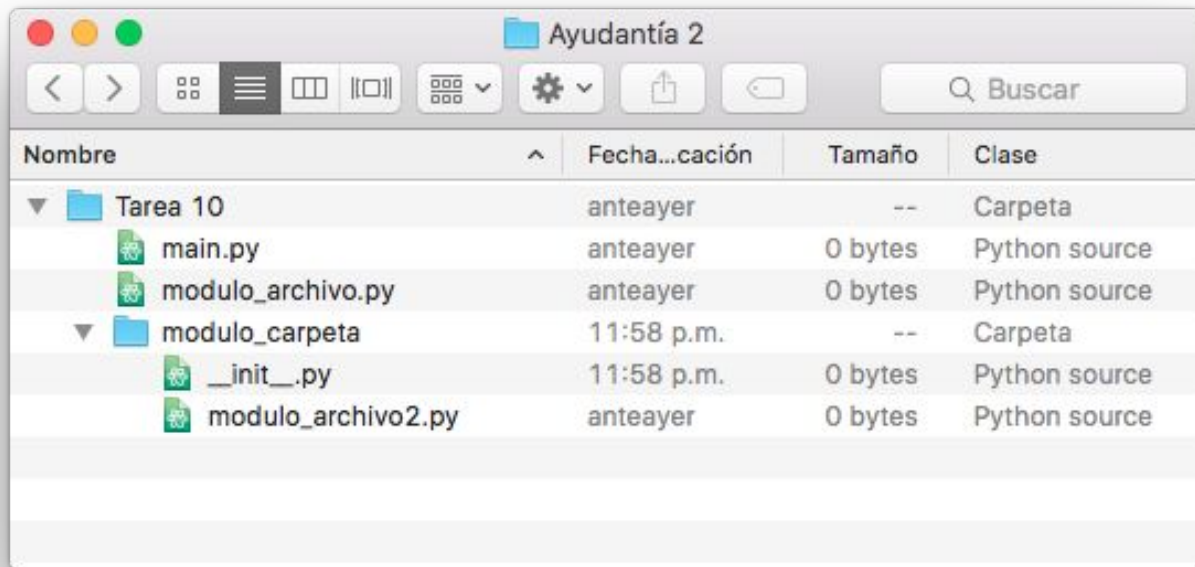 Ayudantía 2
Buscar
Nombre Fecha...cación Tamaño Clase
Tarea 10 anteayer -- Carpeta
main.py anteayer 0 bytes Python source
modulo_archivo.py anteayer 0 bytes Python source
modulo_carpeta 11:58 p.m. -- Carpeta
__init__.py 11:58 p.m. 0 bytes Python source
modulo_archivo2.py anteayer 0 bytes Python source